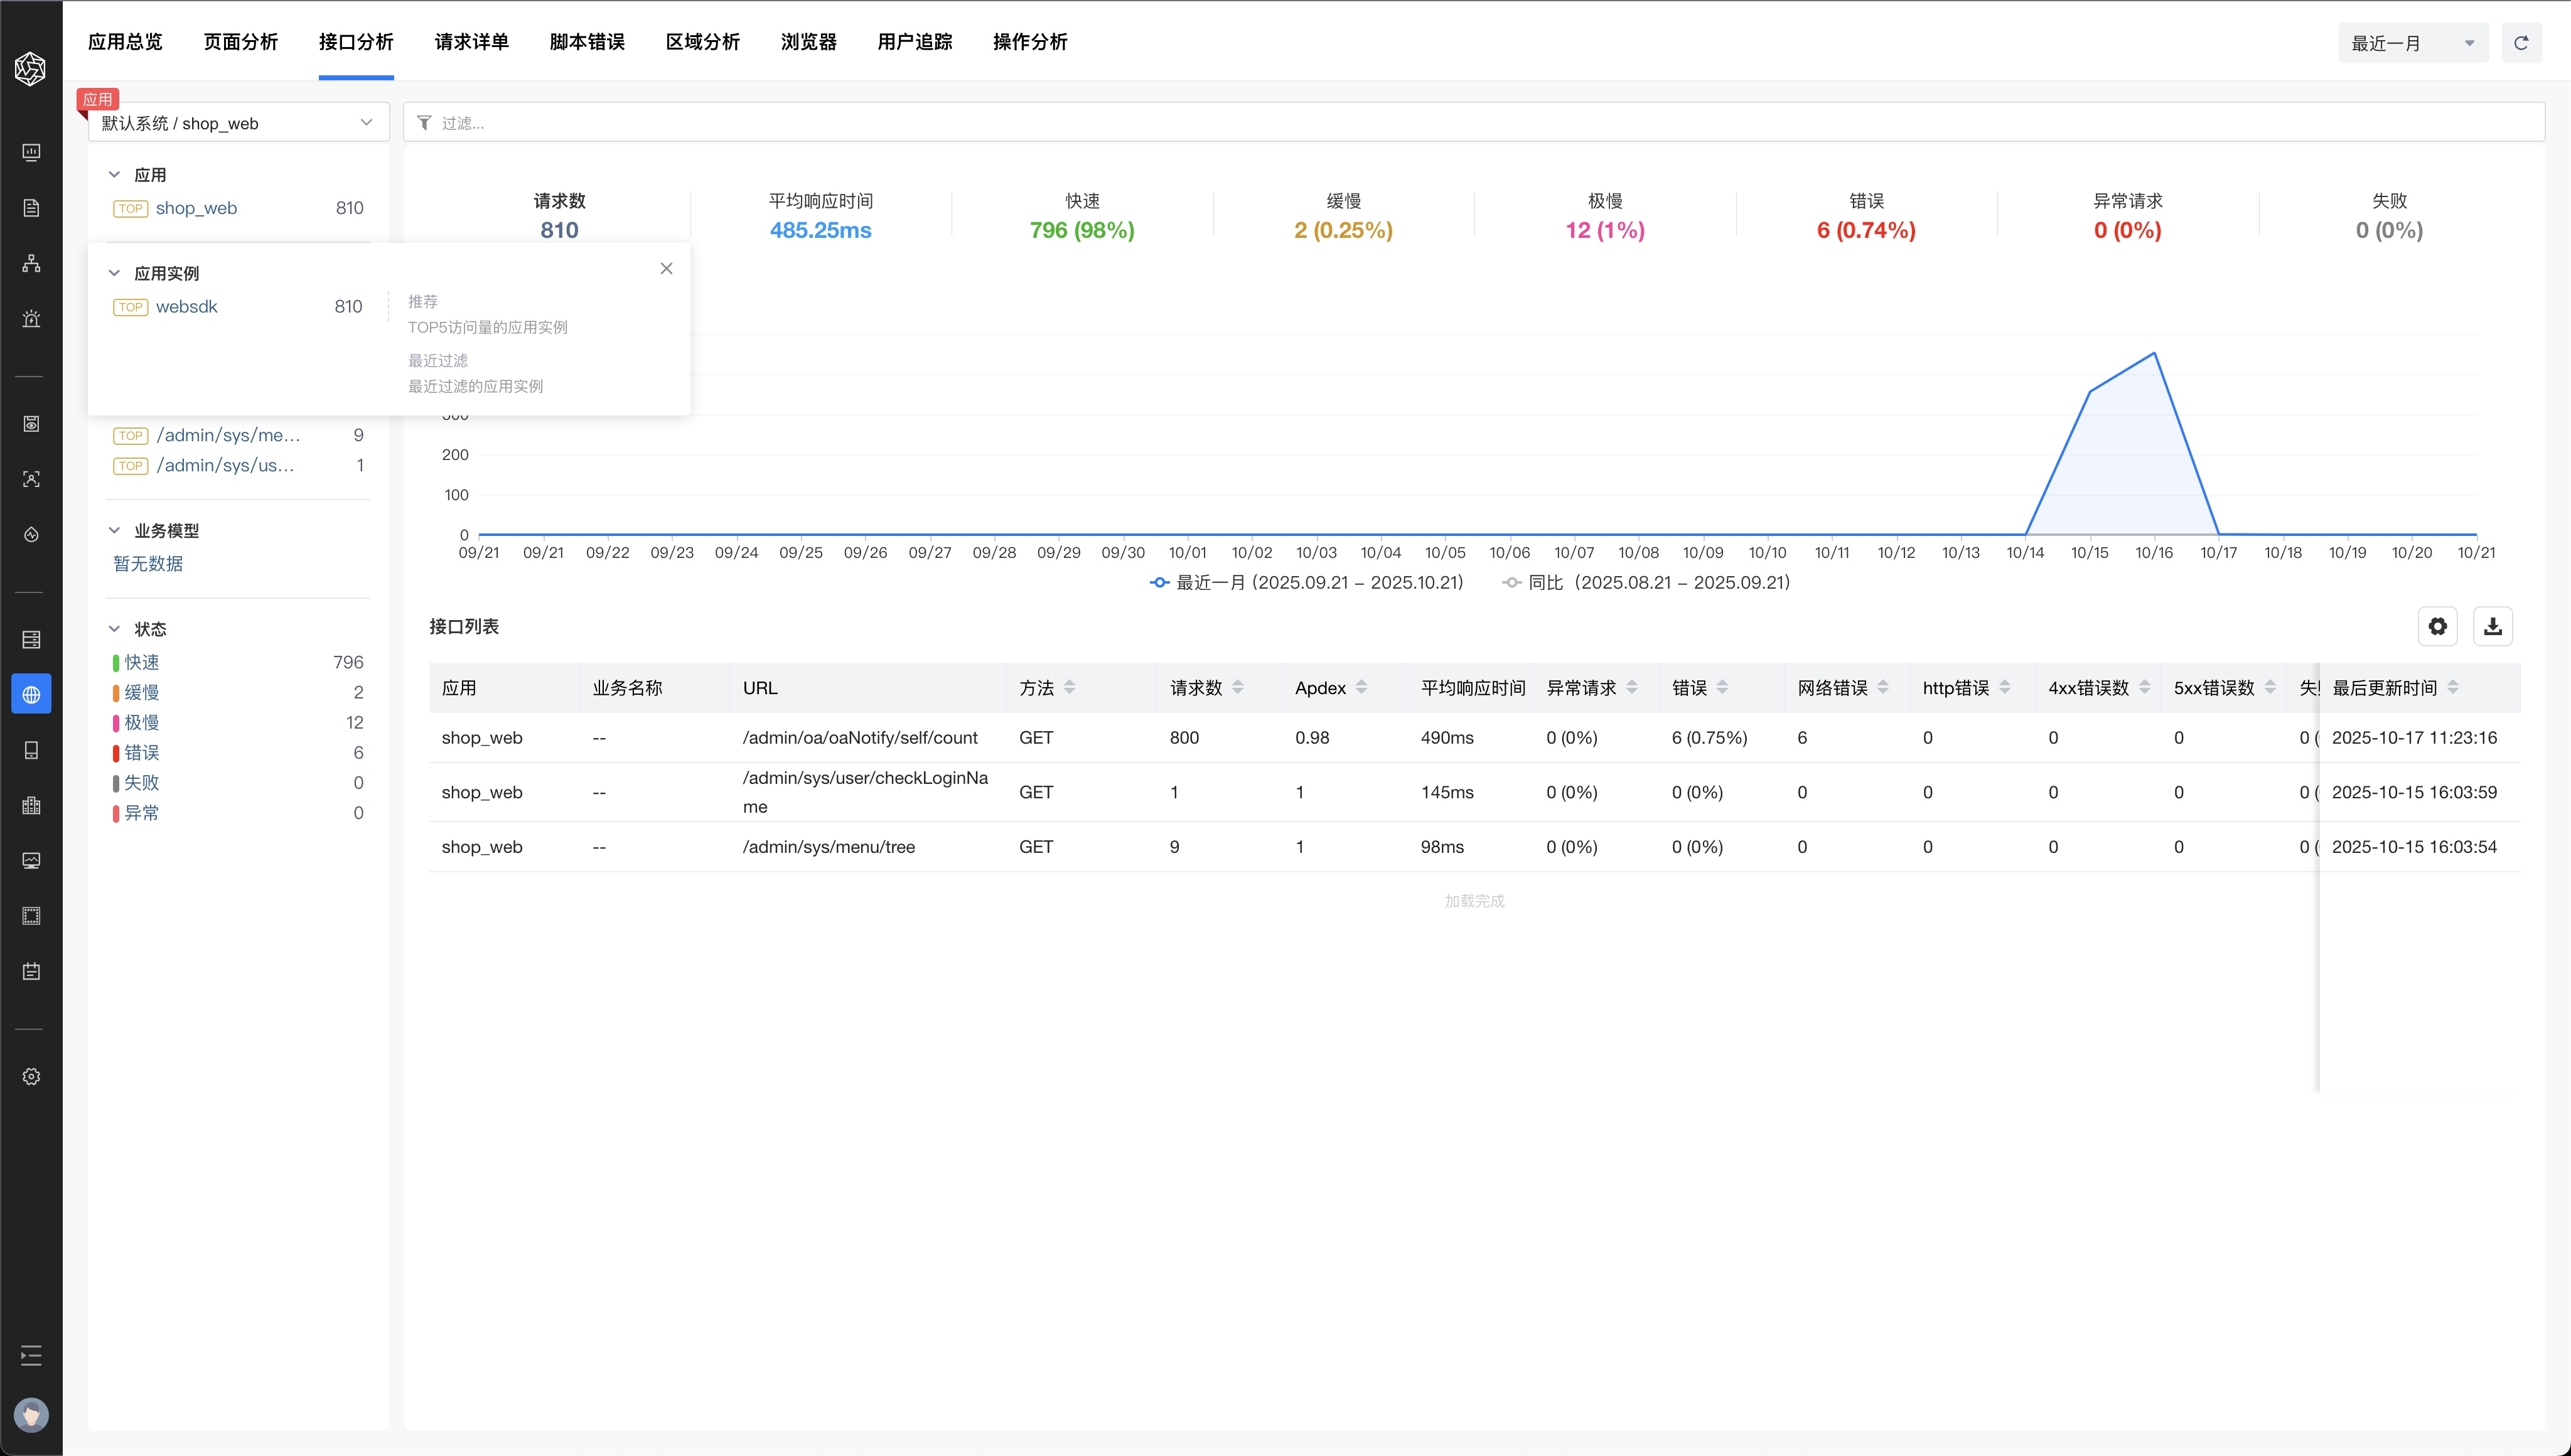 应用总览 页面分析 接口分析 请求详单 脚本错误 区域分析 浏览器 用户追踪 操作分析 最近一月
应用
默认系统 / shop_web
过滤...
应用
TOP shop_web 810
请求数 平均响应时间 快速 缓慢 极慢 错误 异常请求 失败
810 485.25ms 796 (98%) 2 (0.25%) 12 (1%) 6 (0.74%) 0 (0%) 0 (0%)
应用实例
TOP websdk 810
推荐
TOP5访问量的应用实例
最近过滤
最近过滤的应用实例
300
200
100
0
TOP /admin/sys/me... 9
TOP /admin/sys/us... 1
09/21 09/21 09/22 09/23 09/24 09/25 09/26 09/27 09/28 09/29 09/30 10/01 10/02 10/03 10/04 10/05 10/06 10/07 10/08 10/09 10/10 10/11 10/12 10/13 10/14 10/15 10/16 10/17 10/18 10/19 10/20 10/21
最近一月 (2025.09.21 – 2025.10.21) 同比 (2025.08.21 – 2025.09.21)
业务模型
暂无数据
状态
快速 796
缓慢 2
极慢 12
错误 6
失败 0
异常 0
接口列表
应用 业务名称 URL 方法 请求数 Apdex 平均响应时间 异常请求 错误 网络错误 http错误 4xx错误数 5xx错误数 失 最后更新时间
shop_web -- /admin/oa/oaNotify/self/count GET 800 0.98 490ms 0 (0%) 6 (0.75%) 6 0 0 0 0 ( 2025-10-17 11:23:16
shop_web -- /admin/sys/user/checkLoginNa
me GET 1 1 145ms 0 (0%) 0 (0%) 0 0 0 0 0 ( 2025-10-15 16:03:59
shop_web -- /admin/sys/menu/tree GET 9 1 98ms 0 (0%) 0 (0%) 0 0 0 0 0 ( 2025-10-15 16:03:54
加载完成